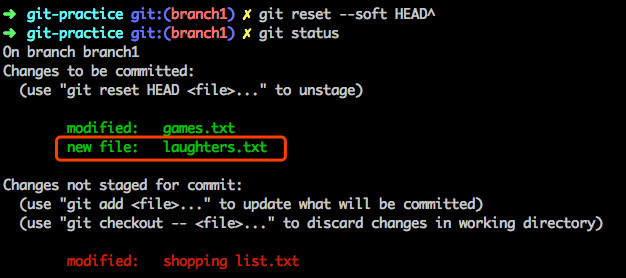 ➜ git-practice git:(branch1) ✗ git reset --soft HEAD^
➜ git-practice git:(branch1) ✗ git status
On branch branch1
Changes to be committed:
  (use "git reset HEAD <file>..." to unstage)
        modified:   games.txt
        new file:   laughters.txt
Changes not staged for commit:
  (use "git add <file>..." to update what will be committed)
  (use "git checkout -- <file>..." to discard changes in working directory)
        modified:   shopping list.txt